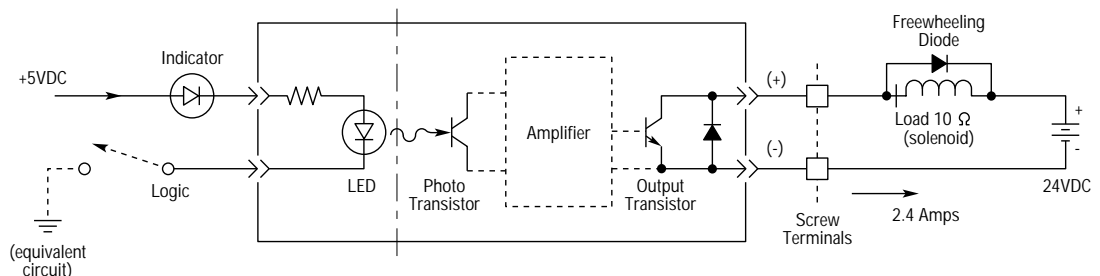 +5VDC
Indicator
Logic
(equivalent
circuit)
LED
Photo
Transistor
Amplifier
Output
Transistor
(+)
(-)
Screw
Terminals
Freewheeling
Diode
Load 10 Ω
(solenoid)
2.4 Amps
+
-
24VDC